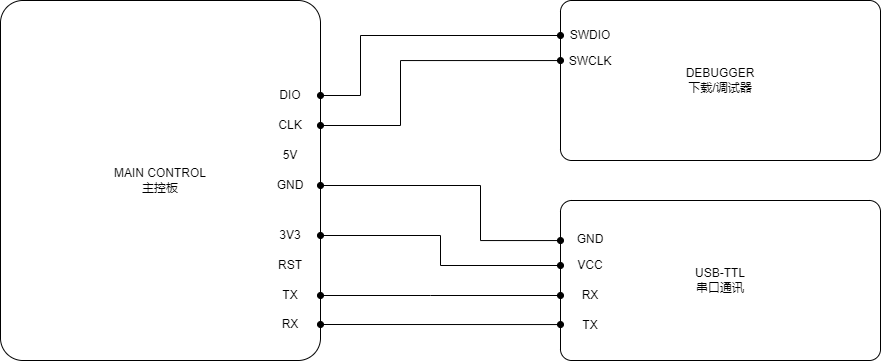 MAIN CONTROL
主控板
DIO
CLK
5V
GND
3V3
RST
TX
RX
SWDIO
SWCLK
DEBUGGER
下载/调试器
GND
VCC
RX
TX
USB-TTL
串口通讯